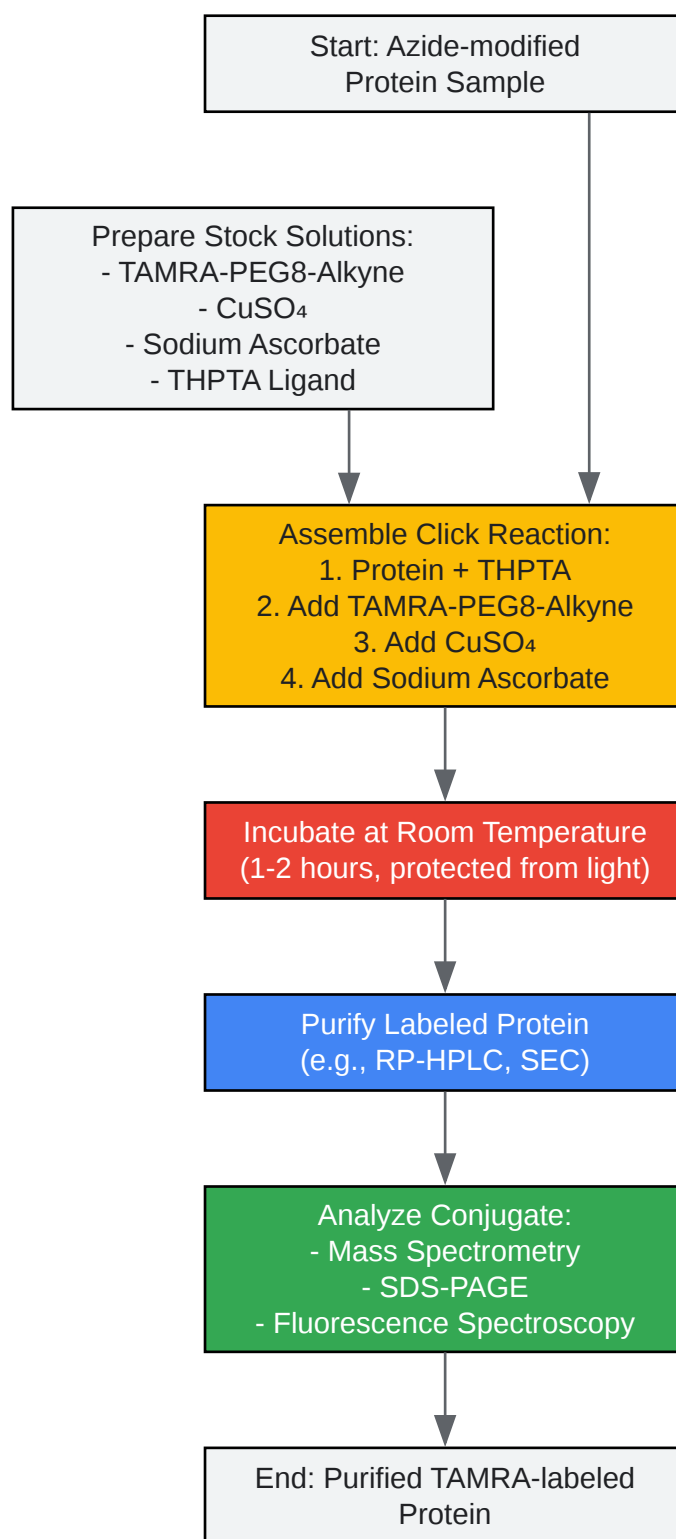 Start: Azide-modified
Protein Sample
Prepare Stock Solutions:
- TAMRA-PEG8-Alkyne
- CuSO₄
- Sodium Ascorbate
- THPTA Ligand
Assemble Click Reaction:
1. Protein + THPTA
2. Add TAMRA-PEG8-Alkyne
3. Add CuSO₄
4. Add Sodium Ascorbate
Incubate at Room Temperature
(1-2 hours, protected from light)
Purify Labeled Protein
(e.g., RP-HPLC, SEC)
Analyze Conjugate:
- Mass Spectrometry
- SDS-PAGE
- Fluorescence Spectroscopy
End: Purified TAMRA-labeled
Protein